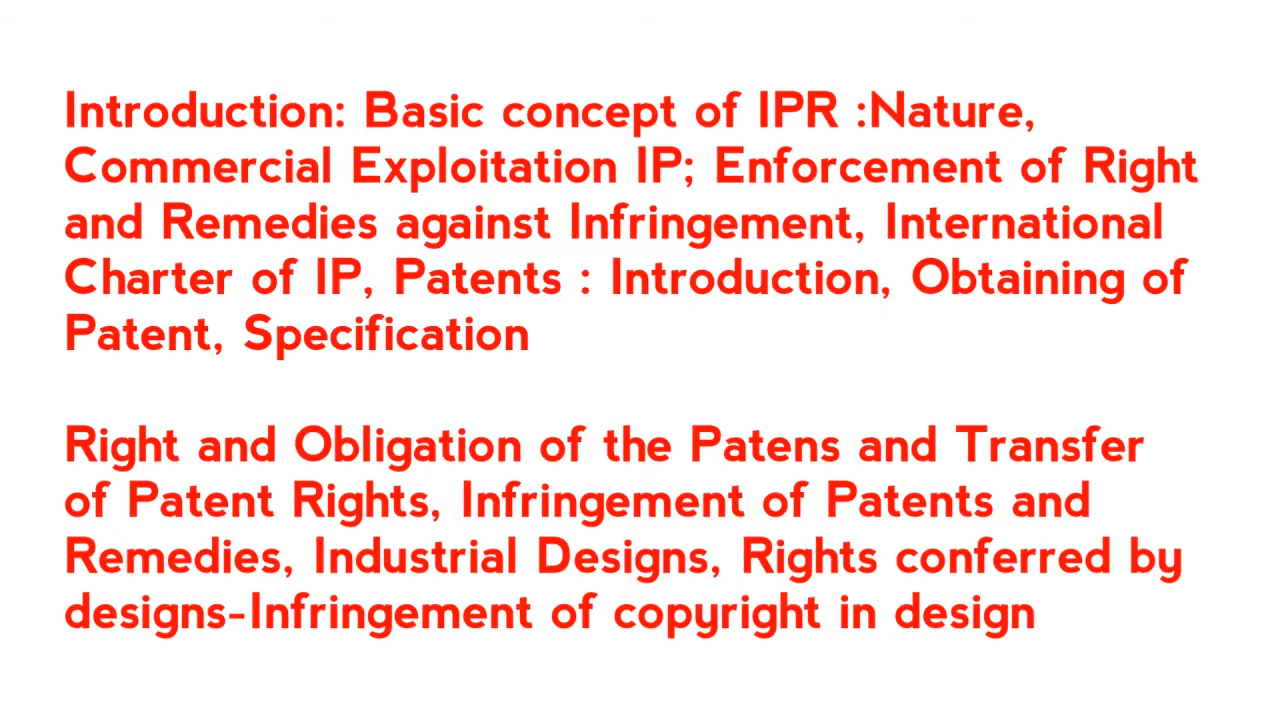 Introduction: Basic concept of IPR :Nature,
Commercial Exploitation IP; Enforcement of Right
and Remedies against Infringement, International
Charter of IP, Patents : Introduction, Obtaining of
Patent, Specification
Right and Obligation of the Patens and Transfer
of Patent Rights, Infringement of Patents and
Remedies, Industrial Designs, Rights conferred by
designs-Infringement of copyright in design